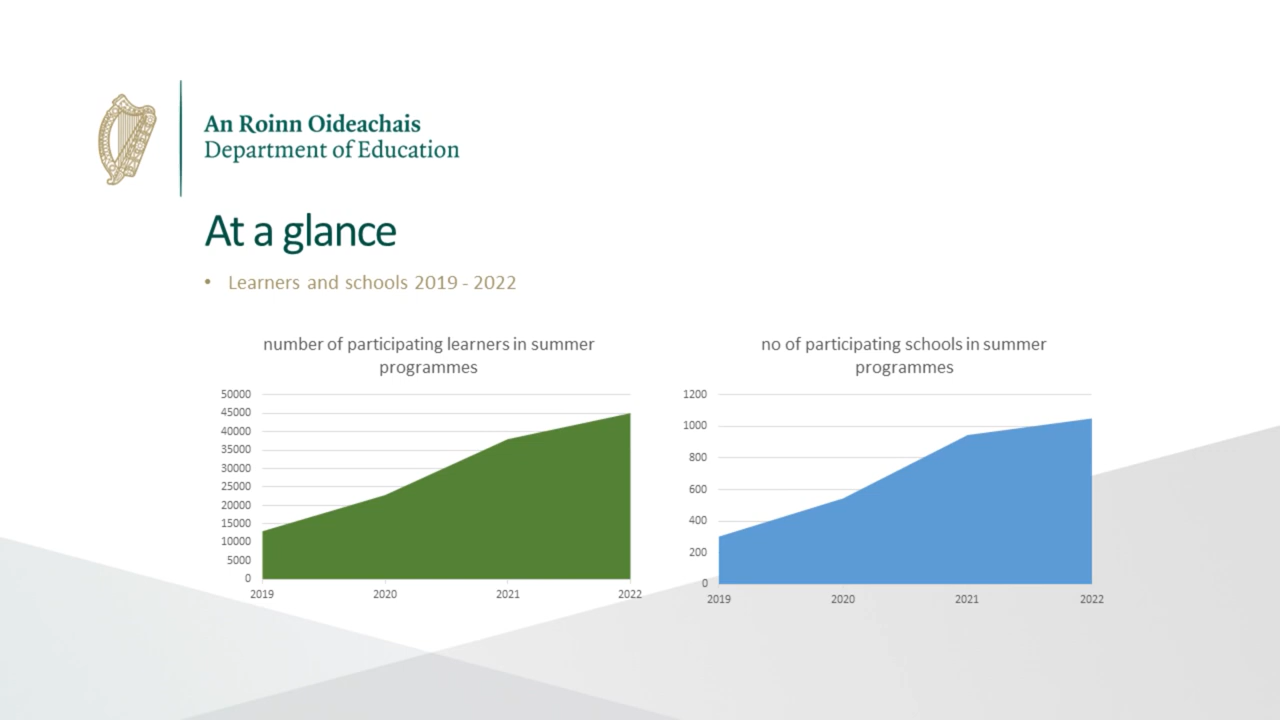 An Roinn Oideachais
Department of Education
At a glance
• Learners and schools 2019 - 2022
number of participating learners in summer
programmes
50000
45000
40000
35000
30000
25000
20000
15000
10000
5000
0
2019 2020 2021 2022
no of participating schools in summer
programmes
1200
1000
800
600
400
200
0
2019 2020 2021 2022